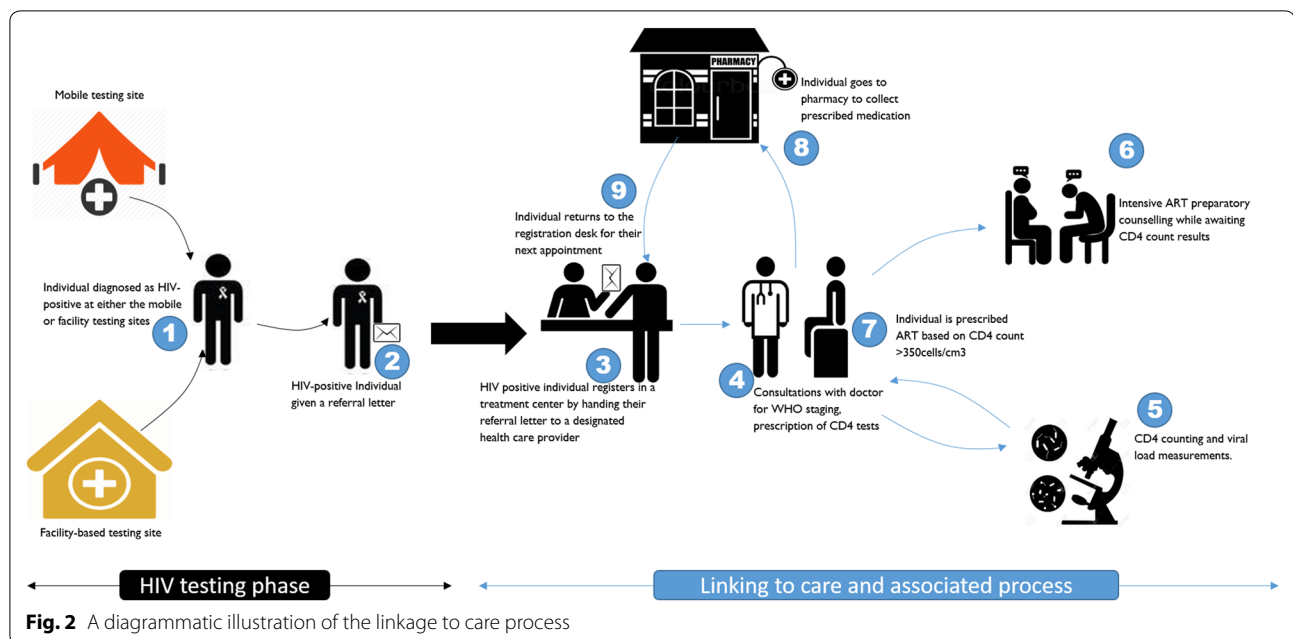 Mobile testing site
PHARMACY
Individual goes to
pharmacy to collect
prescribed medication
8
6
Intensive ART preparatory
counselling while awaiting
CD4 count results
9
Individual returns to the
registration desk for their
next appointment
Individual diagnosed as HIV-
positive at either the mobile
or facility testing sites
1
2
HIV-positive Individual
given a referral letter
3
HIV positive individual registers in a
treatment center by handing their
referral letter to a designated
health care provider
7
Individual is prescribed
ART based on CD4 count
>350cells/cm3
4
Consultations with doctor
for WHO staging,
prescription of CD4 tests
5
CD4 counting and viral
load measurements.
Facility-based testing site
HIV testing phase
Linking to care and associated process
Fig. 2 A diagrammatic illustration of the linkage to care process